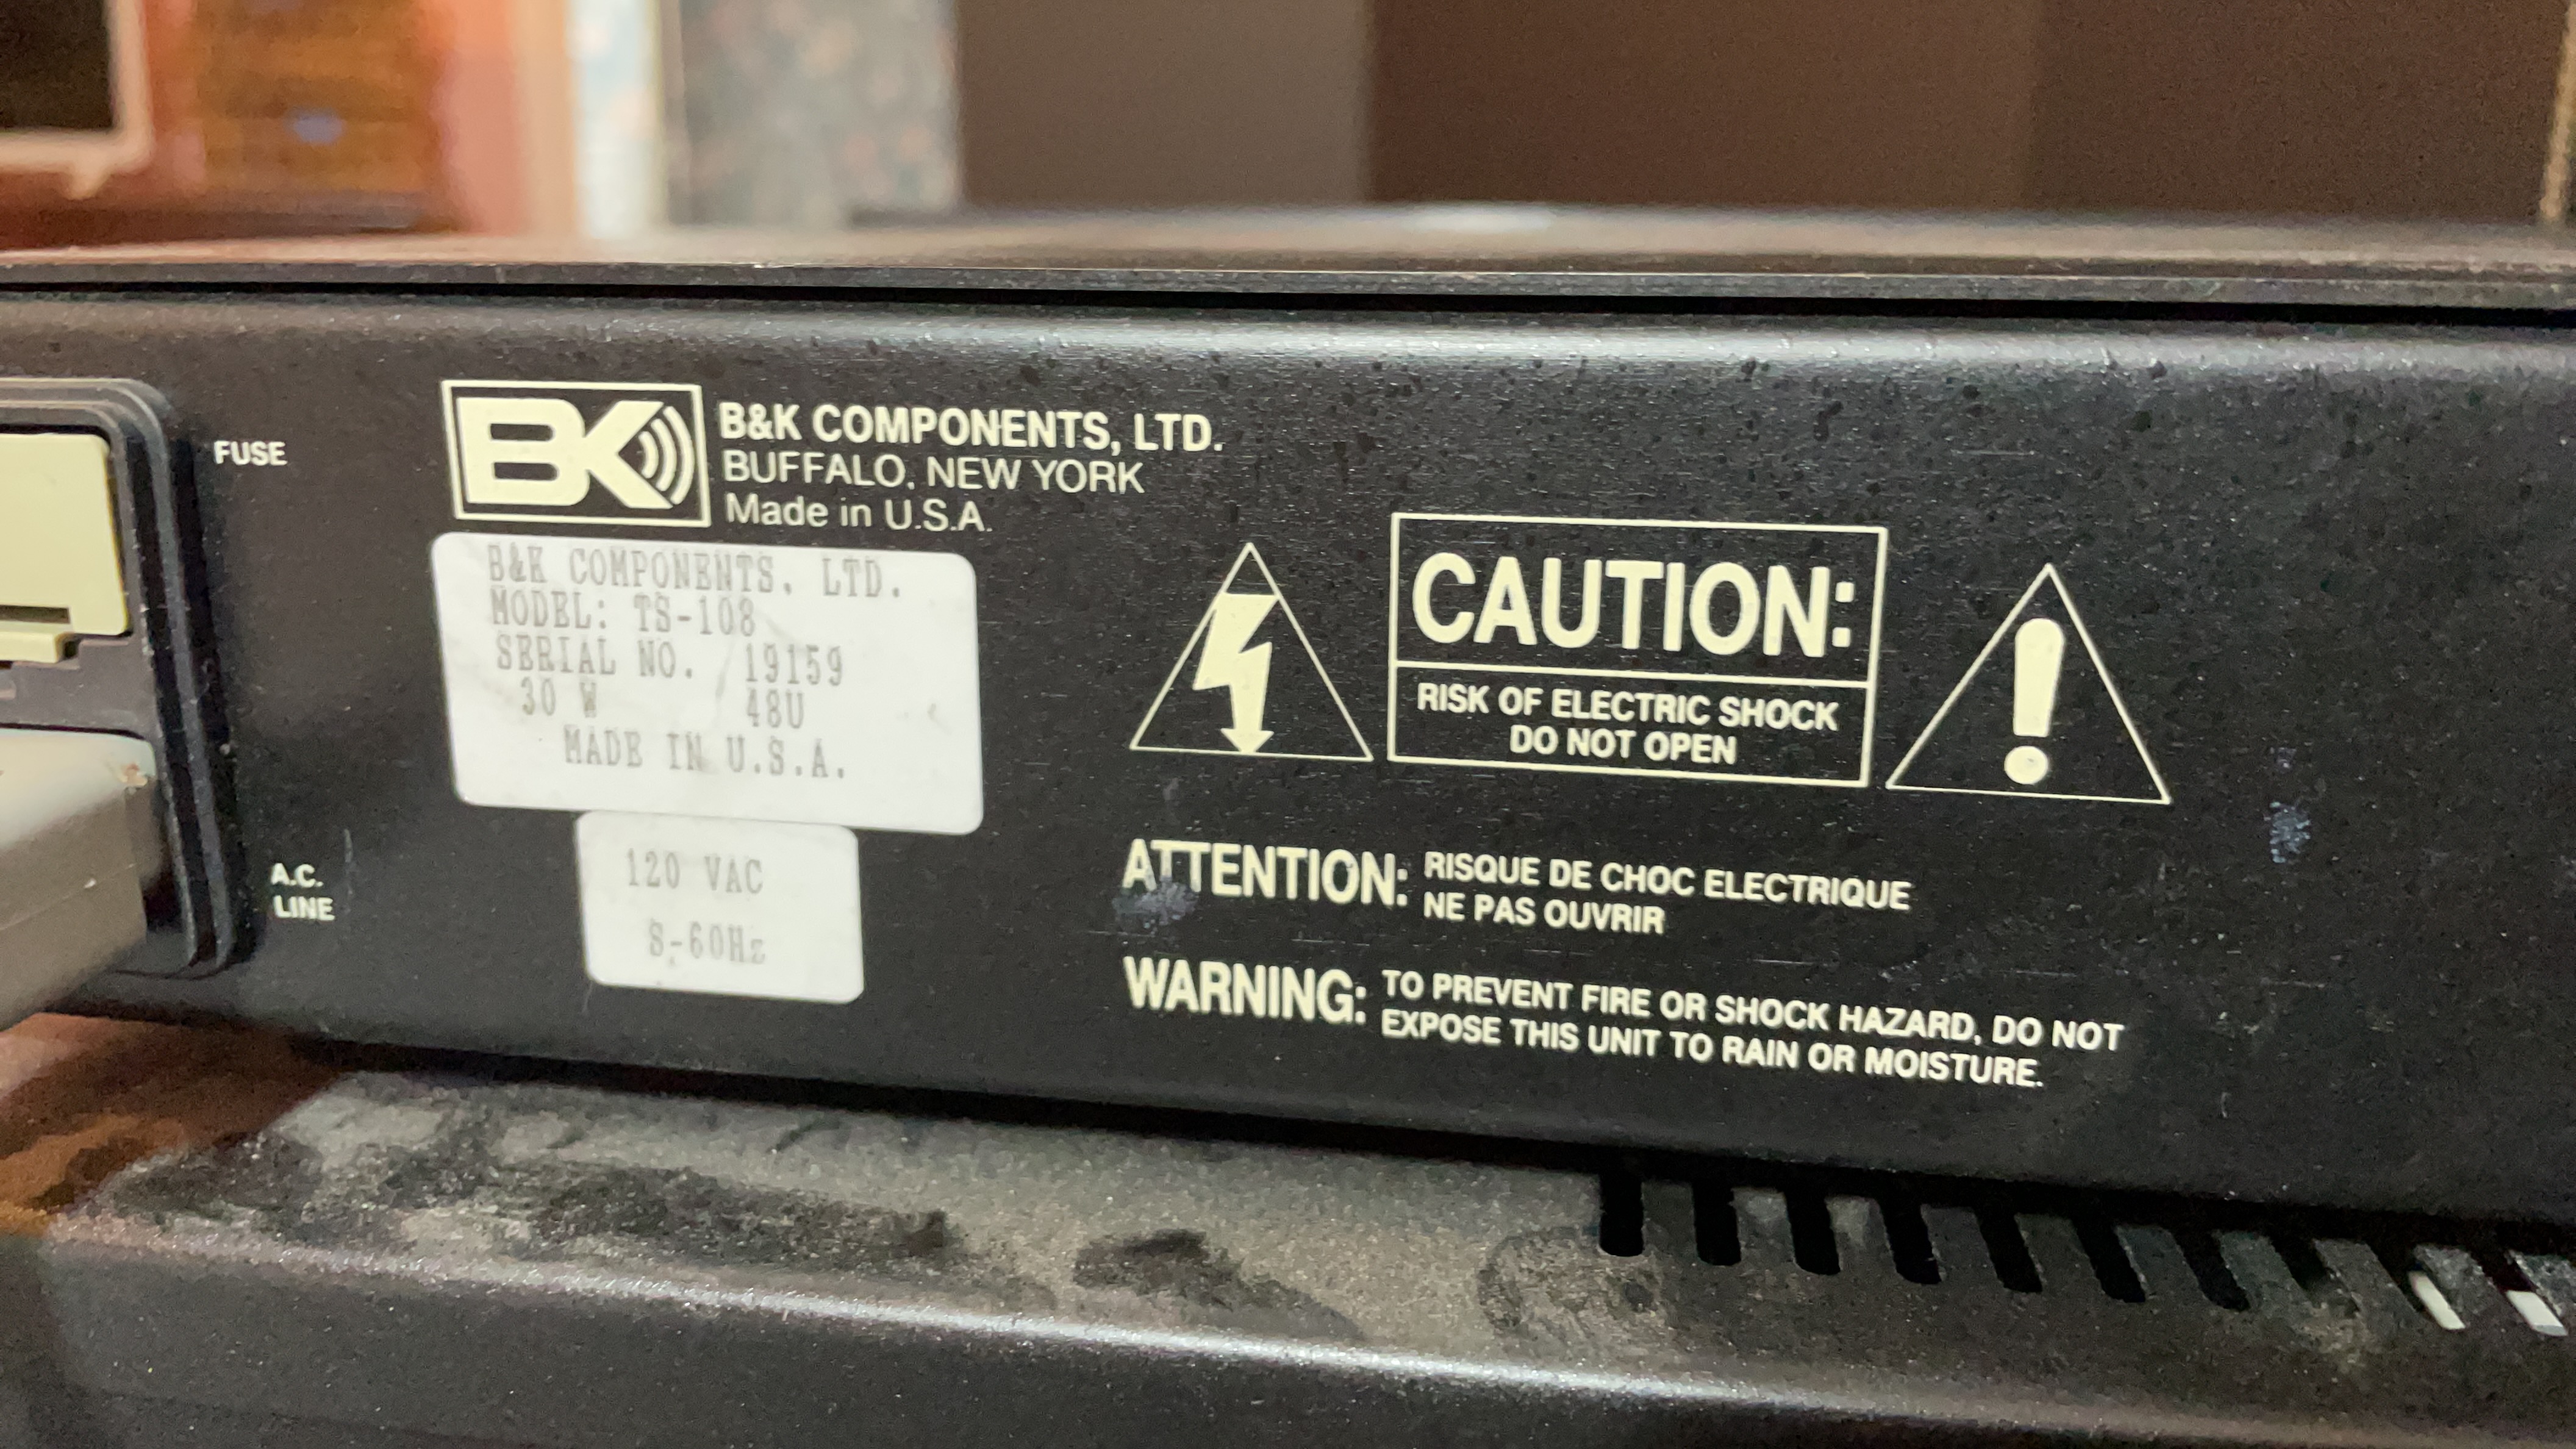 FUSE
BK
B&K COMPONENTS, LTD.
BUFFALO, NEW YORK
Made in U.S.A.
B&K COMPONENTS, LTD.
MODEL: TS-108
SERIAL NO. 19159
30 W 48U
MADE IN U.S.A.
A.C.
LINE
120 VAC
S-60Hz
CAUTION:
RISK OF ELECTRIC SHOCK
DO NOT OPEN
ATTENTION: RISQUE DE CHOC ELECTRIQUE
NE PAS OUVRIR
WARNING: TO PREVENT FIRE OR SHOCK HAZARD, DO NOT
EXPOSE THIS UNIT TO RAIN OR MOISTURE.